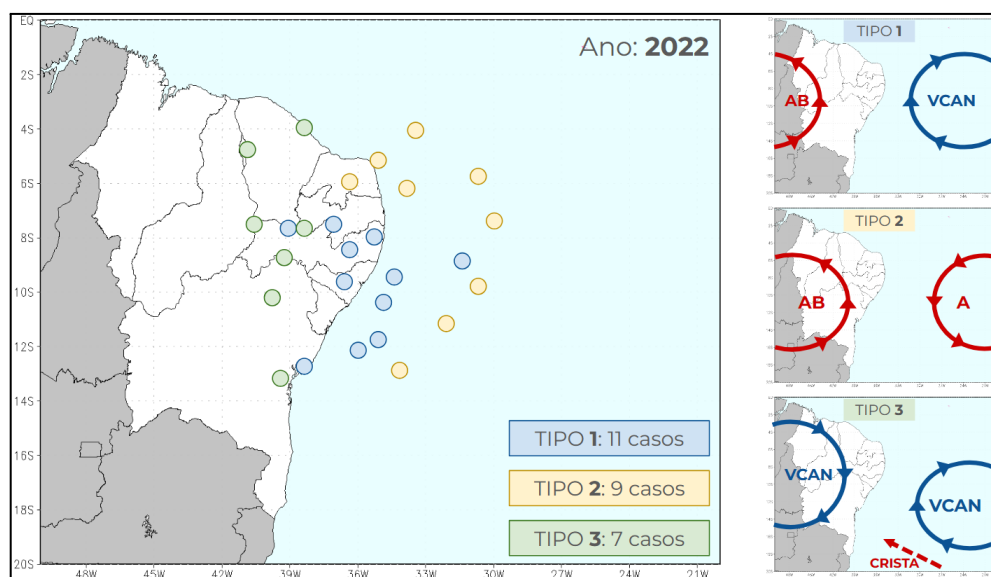 EQ
2S
4S
6S
8S
10S
12S
14S
16S
18S
20S
48W
45W
42W
39W
36W
33W
30W
27W
24W
21W
Ano: 2022
TIPO 1: 11 casos
TIPO 2: 9 casos
TIPO 3: 7 casos
TIPO 1
AB
VCAN
TIPO 2
AB
A
TIPO 3
VCAN
VCAN
CRISTA